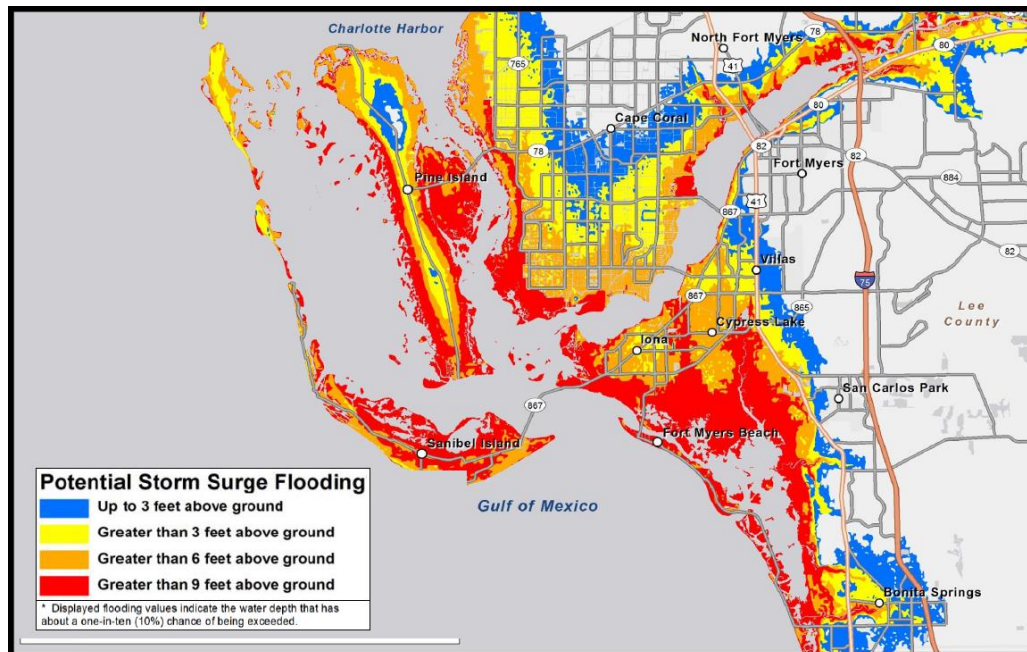 Charlotte Harbor
78
North Fort Myers
78
41
80
765
80
Cape Coral
82
78
82
Fort Myers
884
Pine Island
41
867
82
Villas
75
867
865
Lee
County
Cypress Lake
Iona
San Carlos Park
867
Fort Myers Beach
Sanibel Island
Gulf of Mexico
Potential Storm Surge Flooding
Up to 3 feet above ground
Greater than 3 feet above ground
Greater than 6 feet above ground
Greater than 9 feet above ground
* Displayed flooding values indicate the water depth that has
about a one-in-ten (10%) chance of being exceeded.
Bonita Springs